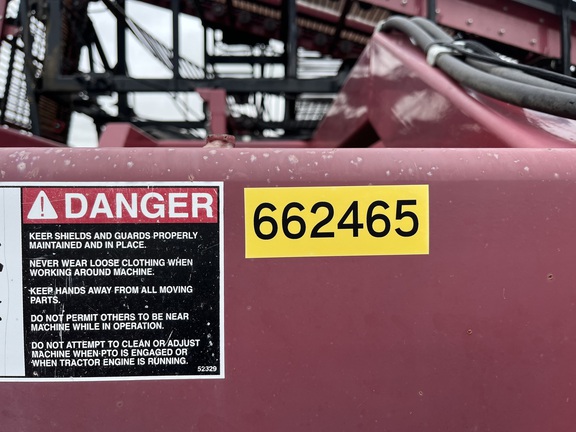 DANGER
KEEP SHIELDS AND GUARDS PROPERLY
MAINTAINED AND IN PLACE.
NEVER WEAR LOOSE CLOTHING WHEN
WORKING AROUND MACHINE.
KEEP HANDS AWAY FROM ALL MOVING
PARTS.
DO NOT PERMIT OTHERS TO BE NEAR
MACHINE WHILE IN OPERATION.
DO NOT ATTEMPT TO CLEAN OR ADJUST
MACHINE WHEN PTO IS ENGAGED OR
WHEN TRACTOR ENGINE IS RUNNING.
52329
662465